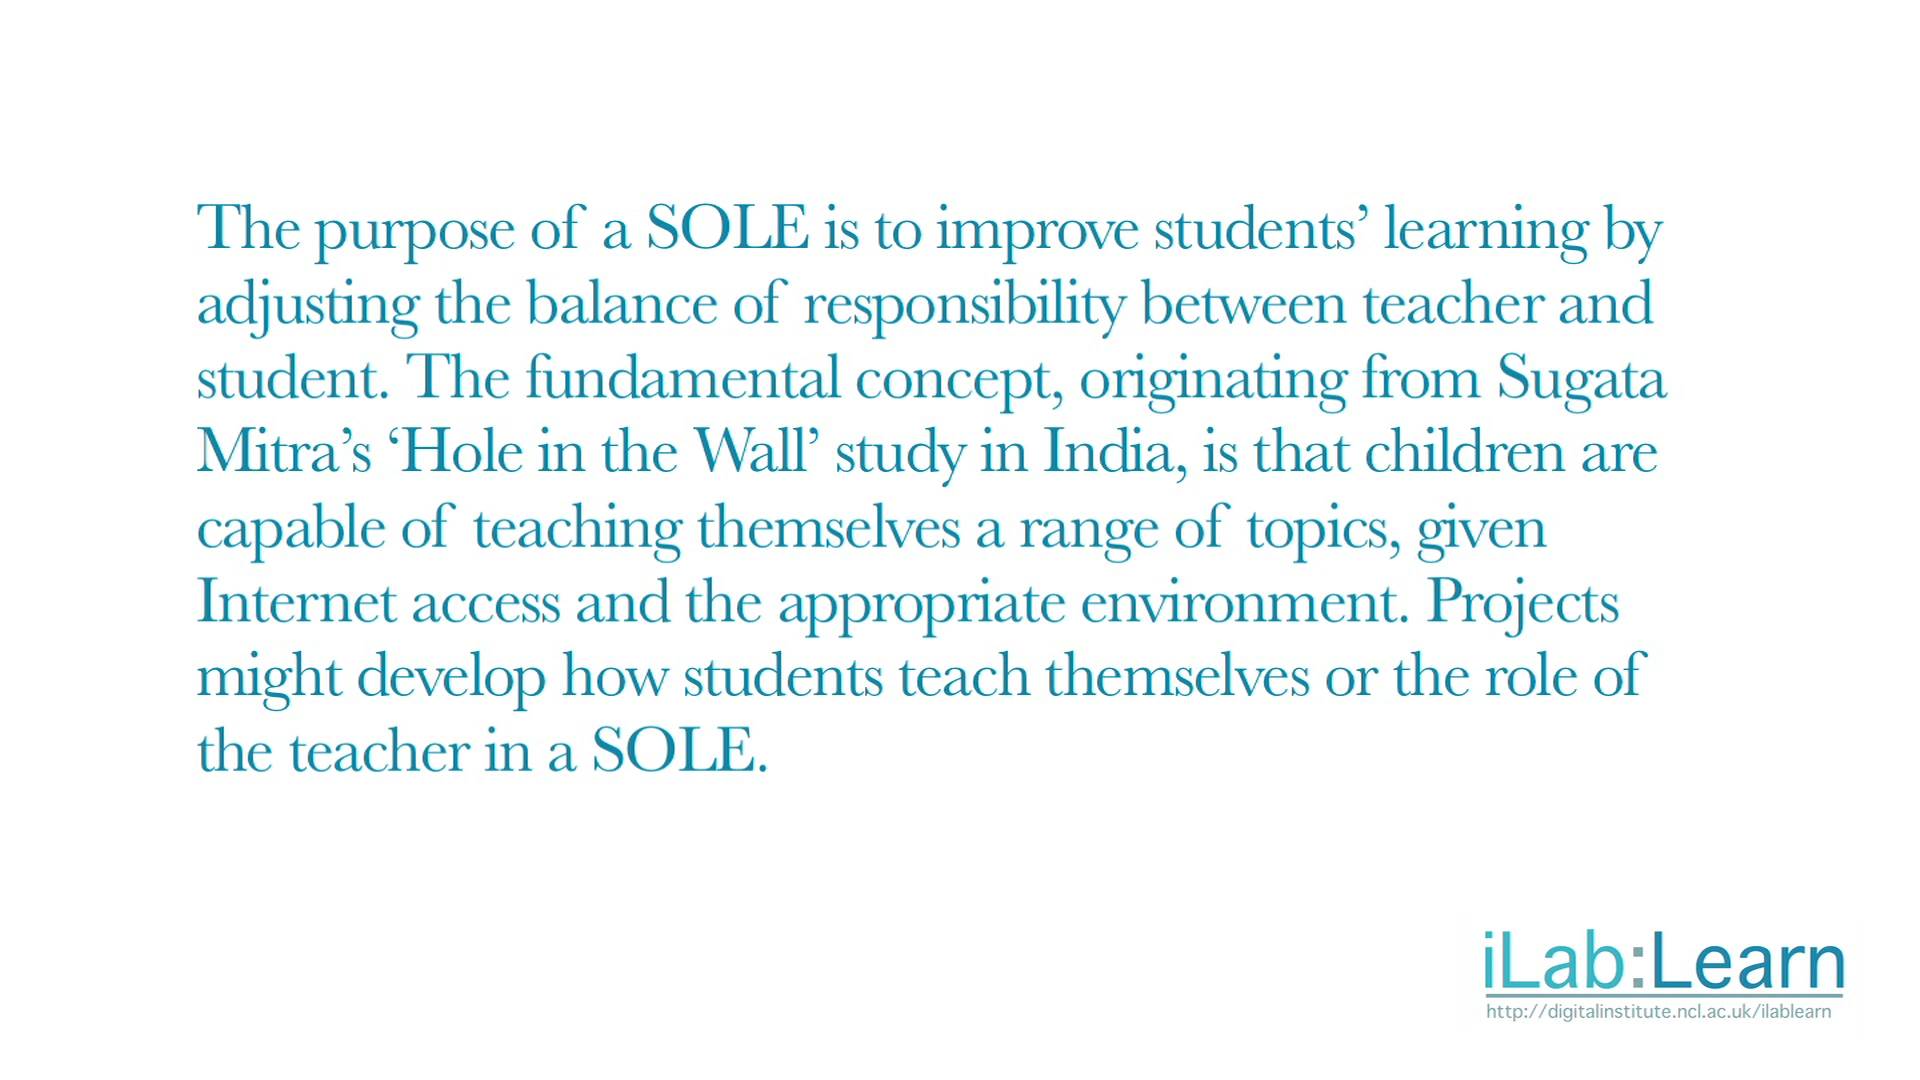 The purpose of a SOLE is to improve students’ learning by
adjusting the balance of responsibility between teacher and
student. The fundamental concept, originating from Sugata
Mitra’s ‘Hole in the Wall’ study in India, is that children are
capable of teaching themselves a range of topics, given
Internet access and the appropriate environment. Projects
might develop how students teach themselves or the role of
the teacher in a SOLE.
iLab:Learn
http://digitalinstitute.ncl.ac.uk/ilablearn